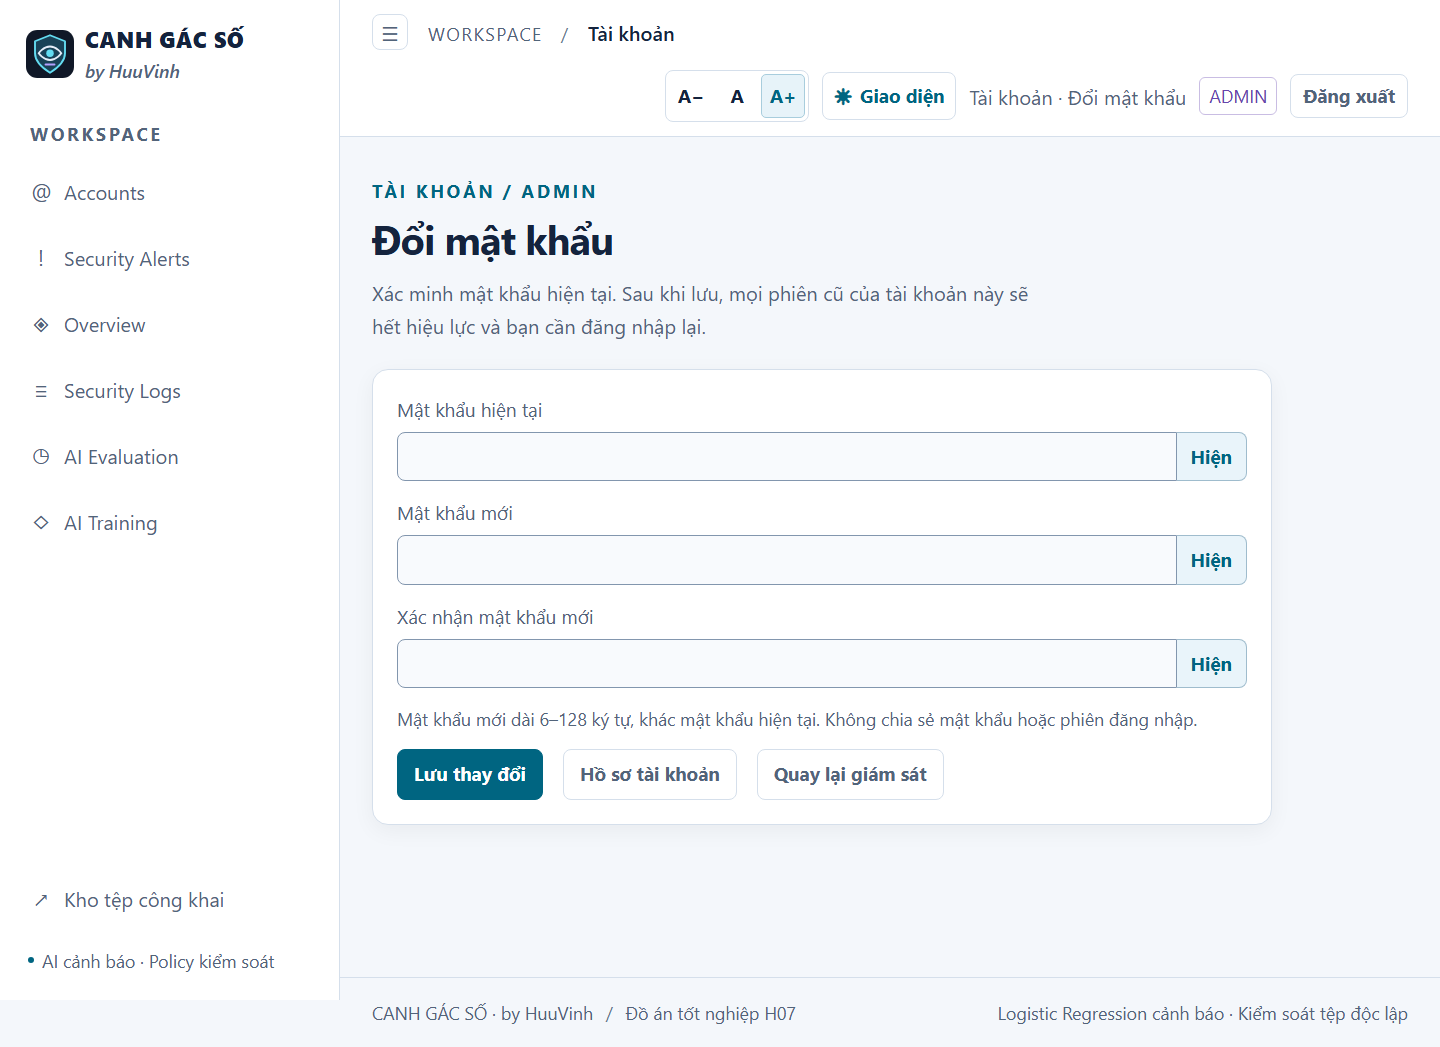 CANH GÁC SỐ
by HuuVinh
WORKSPACE
@ Accounts
! Security Alerts
Overview
Security Logs
AI Evaluation
AI Training
Kho tệp công khai
AI cảnh báo · Policy kiểm soát
WORKSPACE / Tài khoản
A− A A+ Giao diện Tài khoản · Đổi mật khẩu ADMIN Đăng xuất
TÀI KHOẢN / ADMIN
Đổi mật khẩu
Xác minh mật khẩu hiện tại. Sau khi lưu, mọi phiên cũ của tài khoản này sẽ
hết hiệu lực và bạn cần đăng nhập lại.
Mật khẩu hiện tại
Hiện
Mật khẩu mới
Hiện
Xác nhận mật khẩu mới
Hiện
Mật khẩu mới dài 6–128 ký tự, khác mật khẩu hiện tại. Không chia sẻ mật khẩu hoặc phiên đăng nhập.
Lưu thay đổi Hồ sơ tài khoản Quay lại giám sát
CANH GÁC SỐ · by HuuVinh / Đồ án tốt nghiệp H07
Logistic Regression cảnh báo · Kiểm soát tệp độc lập